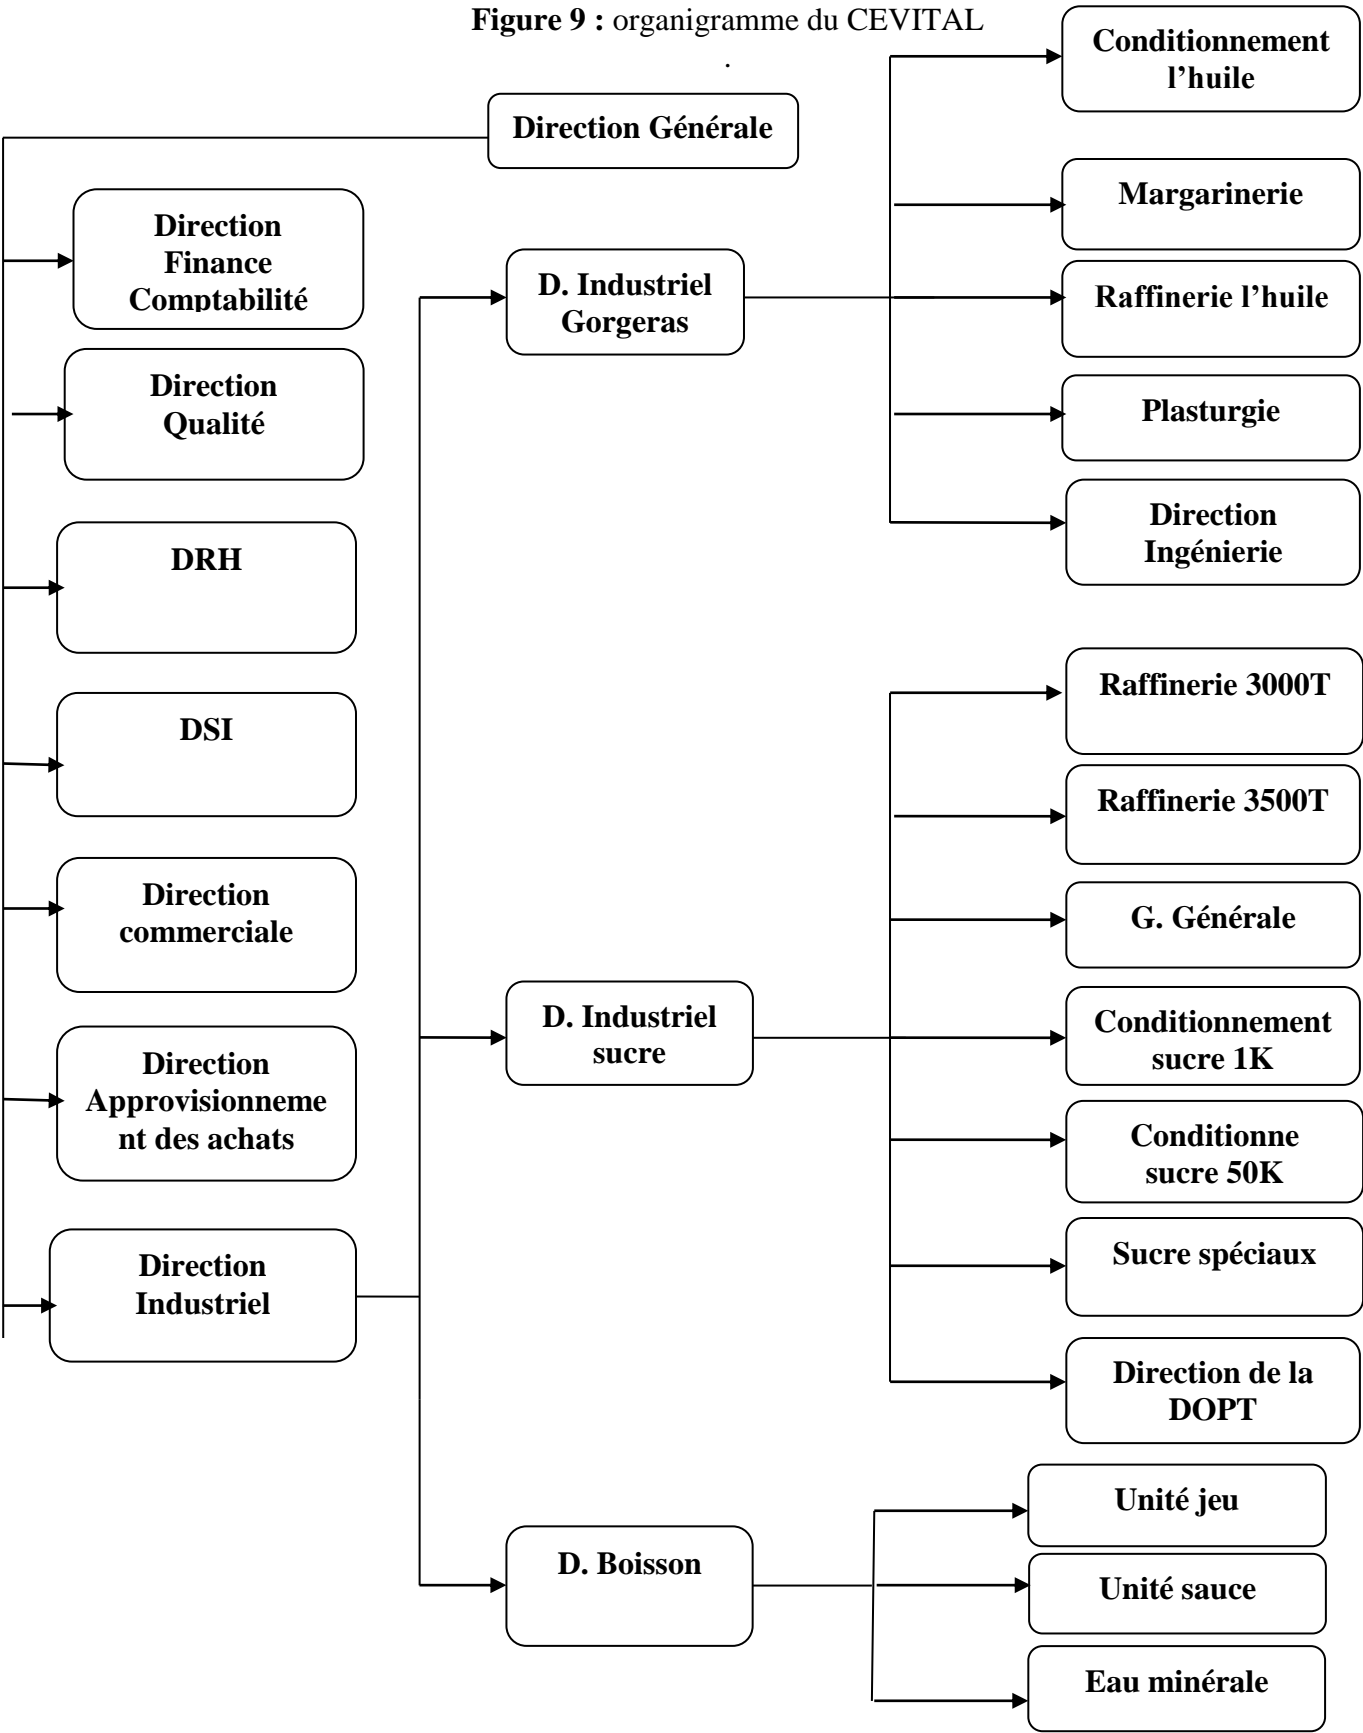 Figure 9 : organigramme du CEVITAL
.
Direction Générale
Direction
Finance
Comptabilité
Direction
Qualité
DRH
DSI
Direction
commerciale
Direction
Approvisionneme
nt des achats
Direction
Industriel
D. Industriel
Gorgeras
D. Industriel
sucre
D. Boisson
Conditionnement
l’huile
Margarinerie
Raffinerie l’huile
Plasturgie
Direction
Ingénierie
Raffinerie 3000T
Raffinerie 3500T
G. Générale
Conditionnement
sucre 1K
Conditionne
sucre 50K
Sucre spéciaux
Direction de la
DOPT
Unité jeu
Unité sauce
Eau minérale